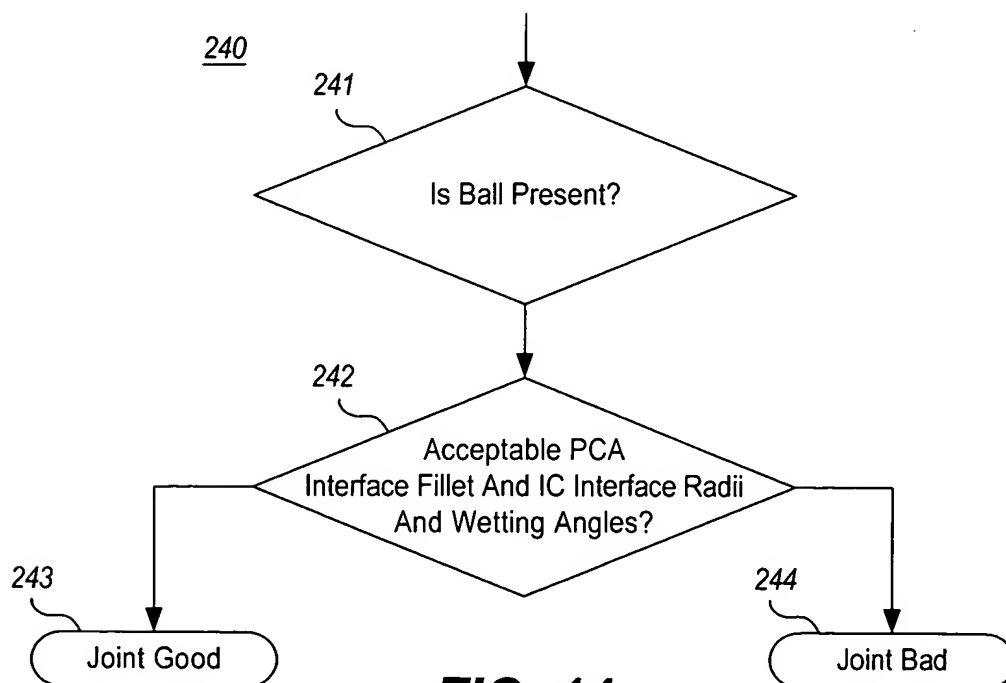 240
241
Is Ball Present?
242
Acceptable PCA
Interface Fillet And IC Interface Radii
And Wetting Angles?
243
Joint Good
244
Joint Bad